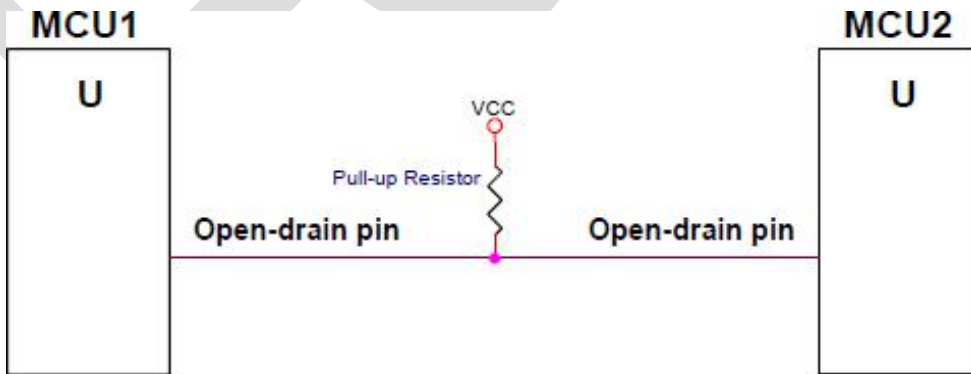 MCU1
MCU2
U
U
VCC
Pull-up Resistor
Open-drain pin
Open-drain pin